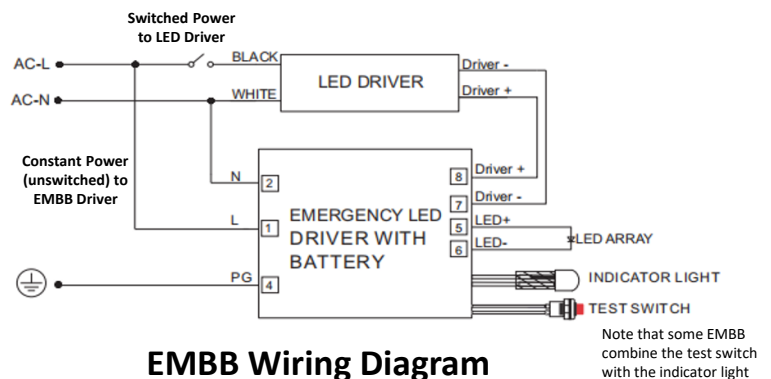 Switched Power
to LED Driver
AC-L
BLACK
LED DRIVER
Driver -
AC-N
WHITE
Driver +
Constant Power
(unswitched) to
EMBB Driver
N
2
L
1
PG
4
EMERGENCY LED
DRIVER WITH
BATTERY
8
Driver +
7
Driver -
5
LED+
6
LED-
LED ARRAY
INDICATOR LIGHT
TEST SWITCH
Note that some EMBB
combine the test switch
with the indicator light
EMBB Wiring Diagram